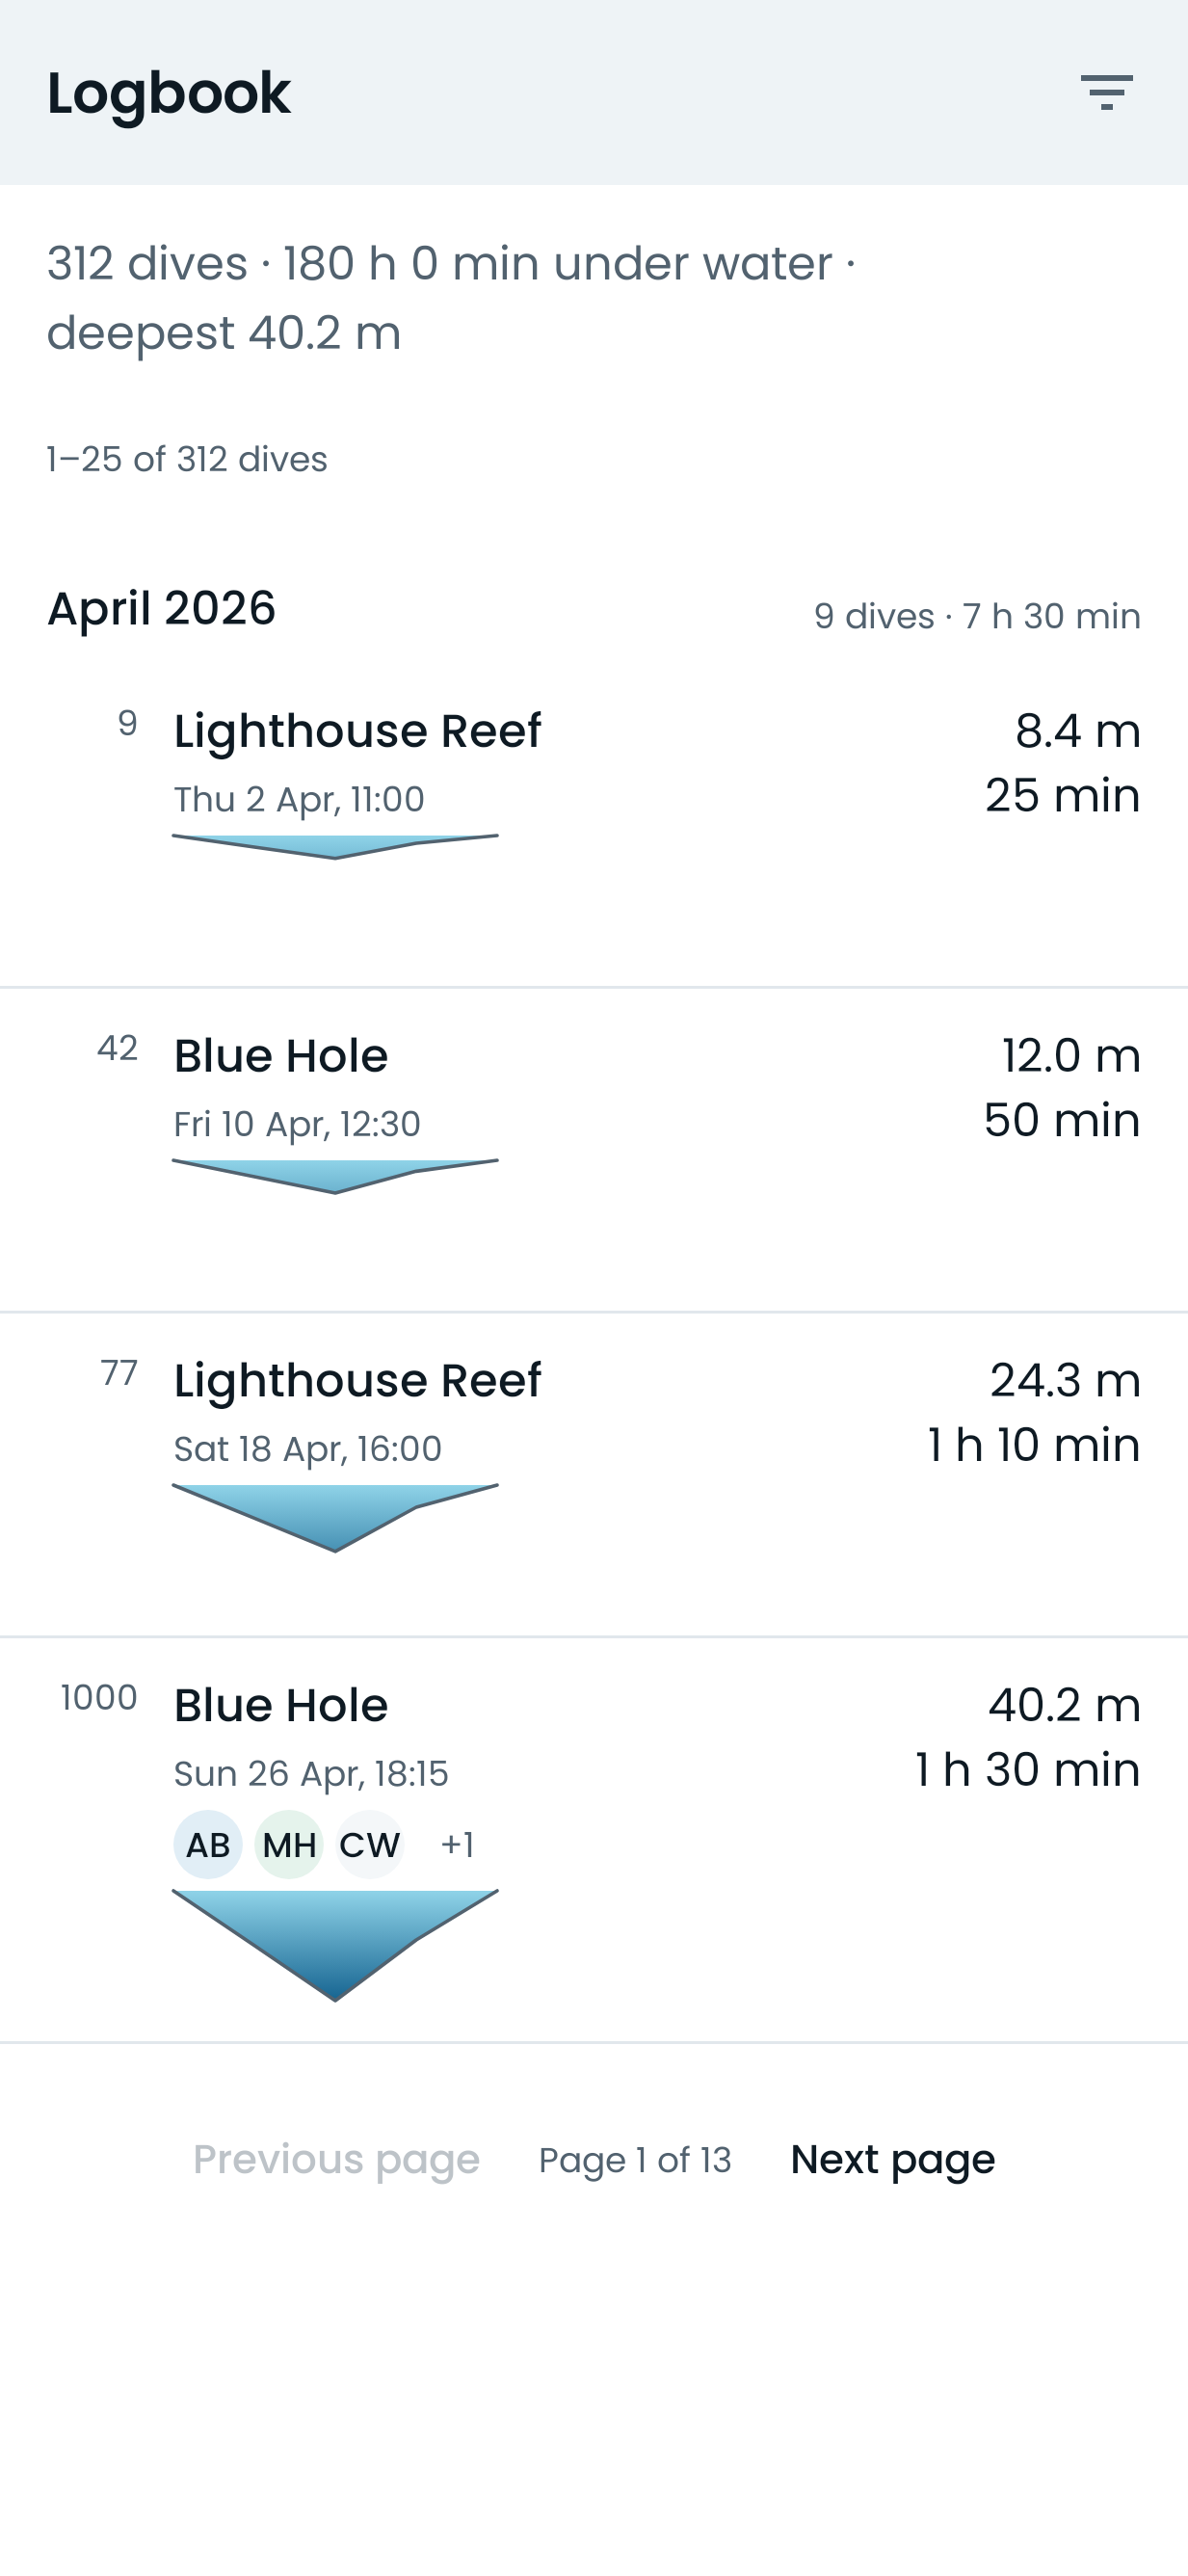 Logbook
312 dives · 180 h 0 min under water ·
deepest 40.2 m
1–25 of 312 dives
April 2026
9 dives · 7 h 30 min
9
Lighthouse Reef
8.4 m
Thu 2 Apr, 11:00
25 min
42
Blue Hole
12.0 m
Fri 10 Apr, 12:30
50 min
77
Lighthouse Reef
24.3 m
Sat 18 Apr, 16:00
1 h 10 min
1000
Blue Hole
40.2 m
Sun 26 Apr, 18:15
1 h 30 min
AB MH CW +1
Previous page
Page 1 of 13
Next page